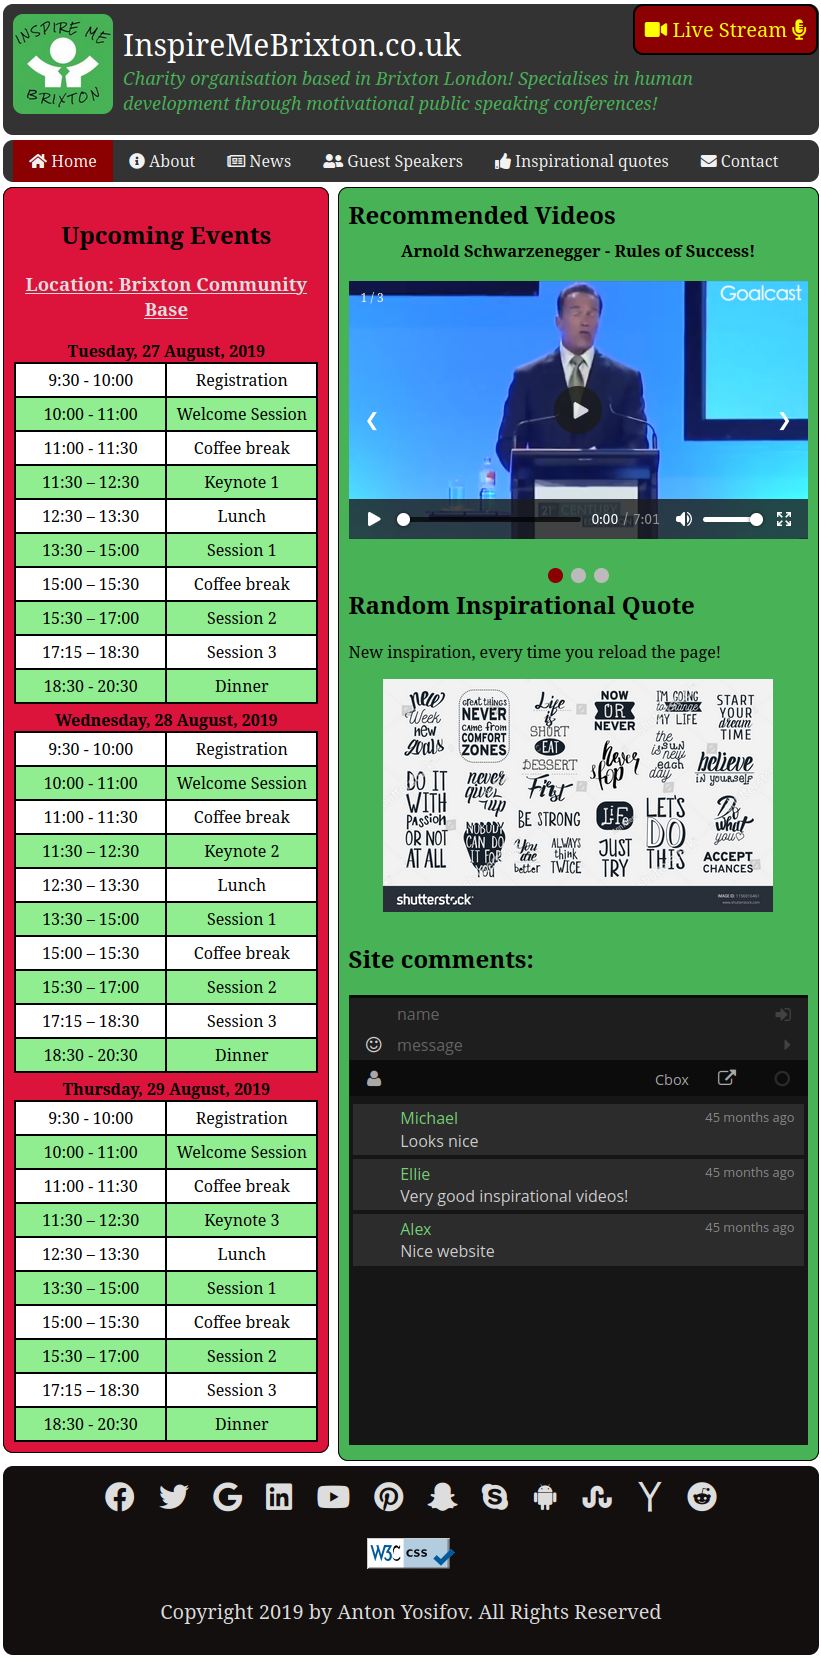 INSPIRE ME
BRIXTON
InspireMeBrixton.co.uk
Charity organisation based in Brixton London! Specialises in human
development through motivational public speaking conferences!
Live Stream
Home
About
News
Guest Speakers
Inspirational quotes
Contact
Upcoming Events
Location: Brixton Community
Base
Tuesday, 27 August, 2019
9:30 - 10:00 Registration
10:00 - 11:00 Welcome Session
11:00 - 11:30 Coffee break
11:30 – 12:30 Keynote 1
12:30 – 13:30 Lunch
13:30 – 15:00 Session 1
15:00 – 15:30 Coffee break
15:30 – 17:00 Session 2
17:15 – 18:30 Session 3
18:30 - 20:30 Dinner
Wednesday, 28 August, 2019
9:30 - 10:00 Registration
10:00 - 11:00 Welcome Session
11:00 - 11:30 Coffee break
11:30 – 12:30 Keynote 2
12:30 – 13:30 Lunch
13:30 – 15:00 Session 1
15:00 – 15:30 Coffee break
15:30 – 17:00 Session 2
17:15 – 18:30 Session 3
18:30 - 20:30 Dinner
Thursday, 29 August, 2019
9:30 - 10:00 Registration
10:00 - 11:00 Welcome Session
11:00 - 11:30 Coffee break
11:30 – 12:30 Keynote 3
12:30 – 13:30 Lunch
13:30 – 15:00 Session 1
15:00 – 15:30 Coffee break
15:30 – 17:00 Session 2
17:15 – 18:30 Session 3
18:30 - 20:30 Dinner
Recommended Videos
Arnold Schwarzenegger - Rules of Success!
1 / 3
Goalcast
21st CENTURY
0:00 / 7:01
Random Inspirational Quote
New inspiration, every time you reload the page!
new
Week
new
goals
GREAT THINGS
NEVER
CAME FROM
COMFORT
ZONES
Life
is
SHORT
EAT
DESSERT
First
NOW
OR
NEVER
I'M GOING
to change
MY LIFE
START
YOUR
dream
TIME
never
stop
the
is SUN
new
each
day
believe
IN YOURSELF
DO IT
WITH
PASSION
OR NOT
AT ALL
never
give
up
NOBODY
CAN DO
IT FOR
YOU
BE STRONG
You
are
better
ALWAYS
think
TWICE
LIFE
JUST
TRY
LET'S
DO
THIS
Do
what
you
ACCEPT
CHANCES
shutterstock
Site comments:
name
message
Cbox
Michael 45 months ago
Looks nice
Ellie 45 months ago
Very good inspirational videos!
Alex 45 months ago
Nice website
W3C css
Copyright 2019 by Anton Yosifov. All Rights Reserved